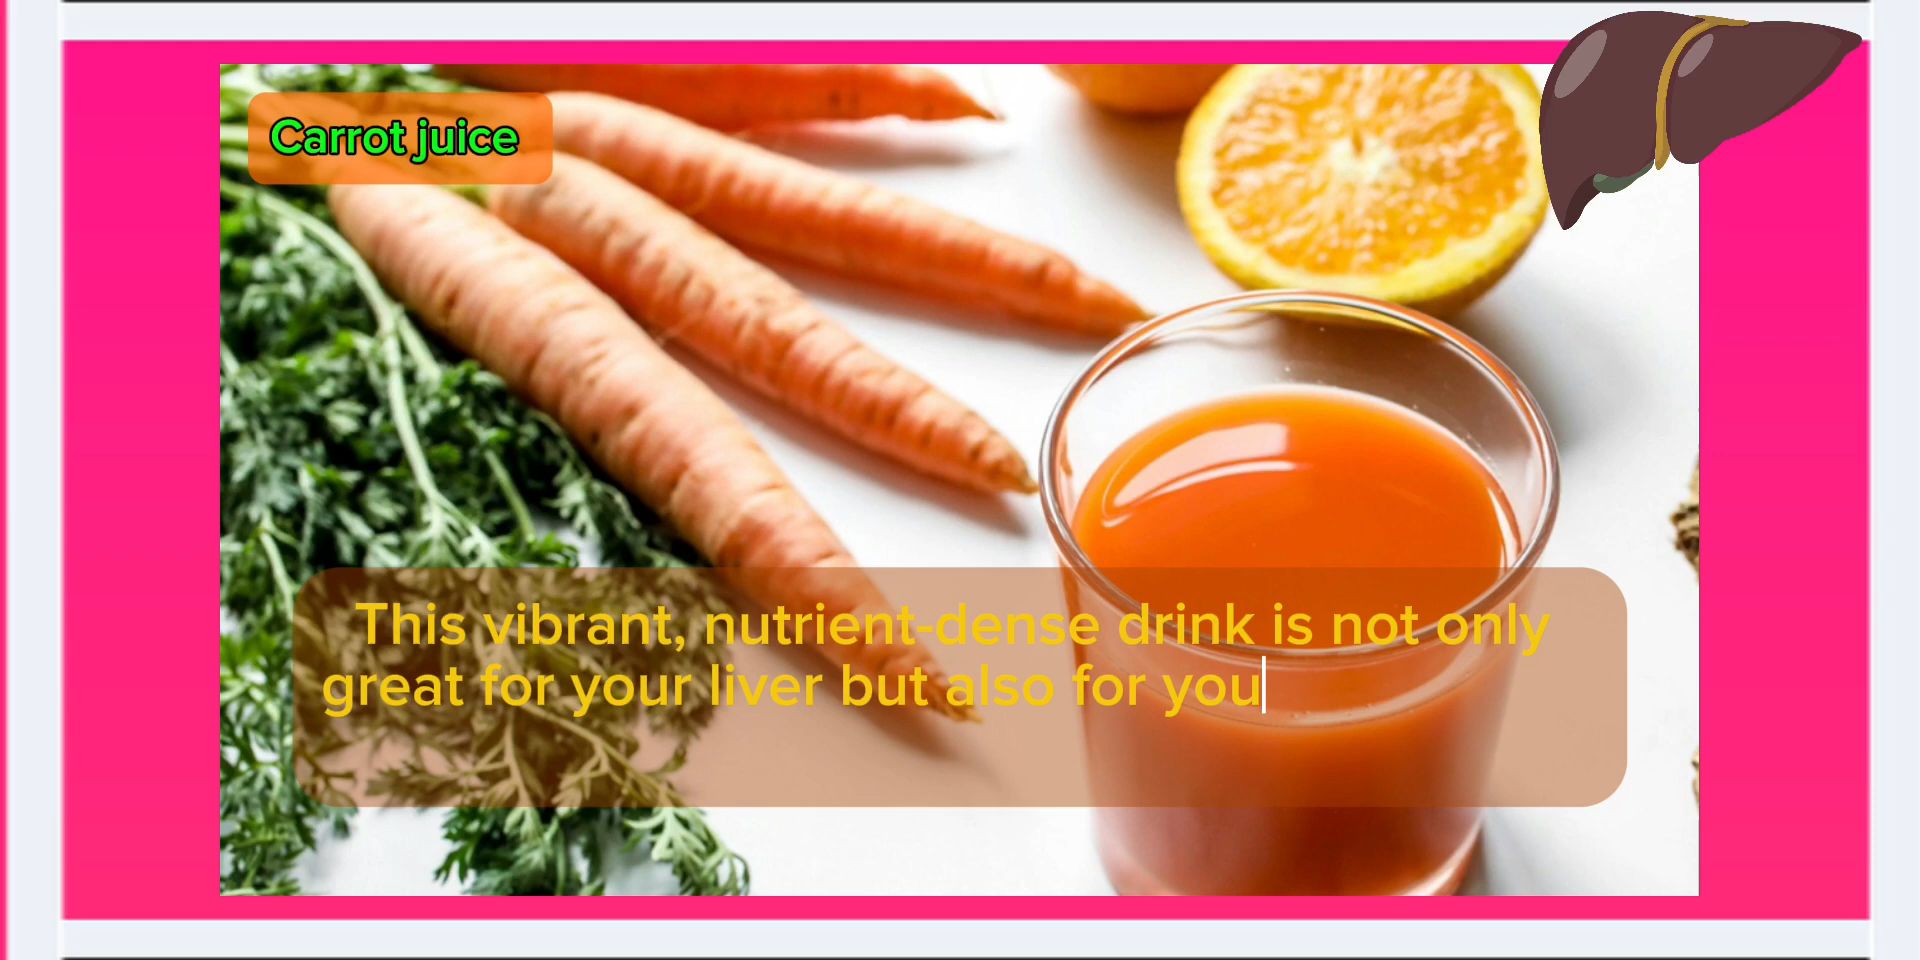 Carrot juice
This vibrant, nutrient-dense drink is not only
great for your liver but also for you